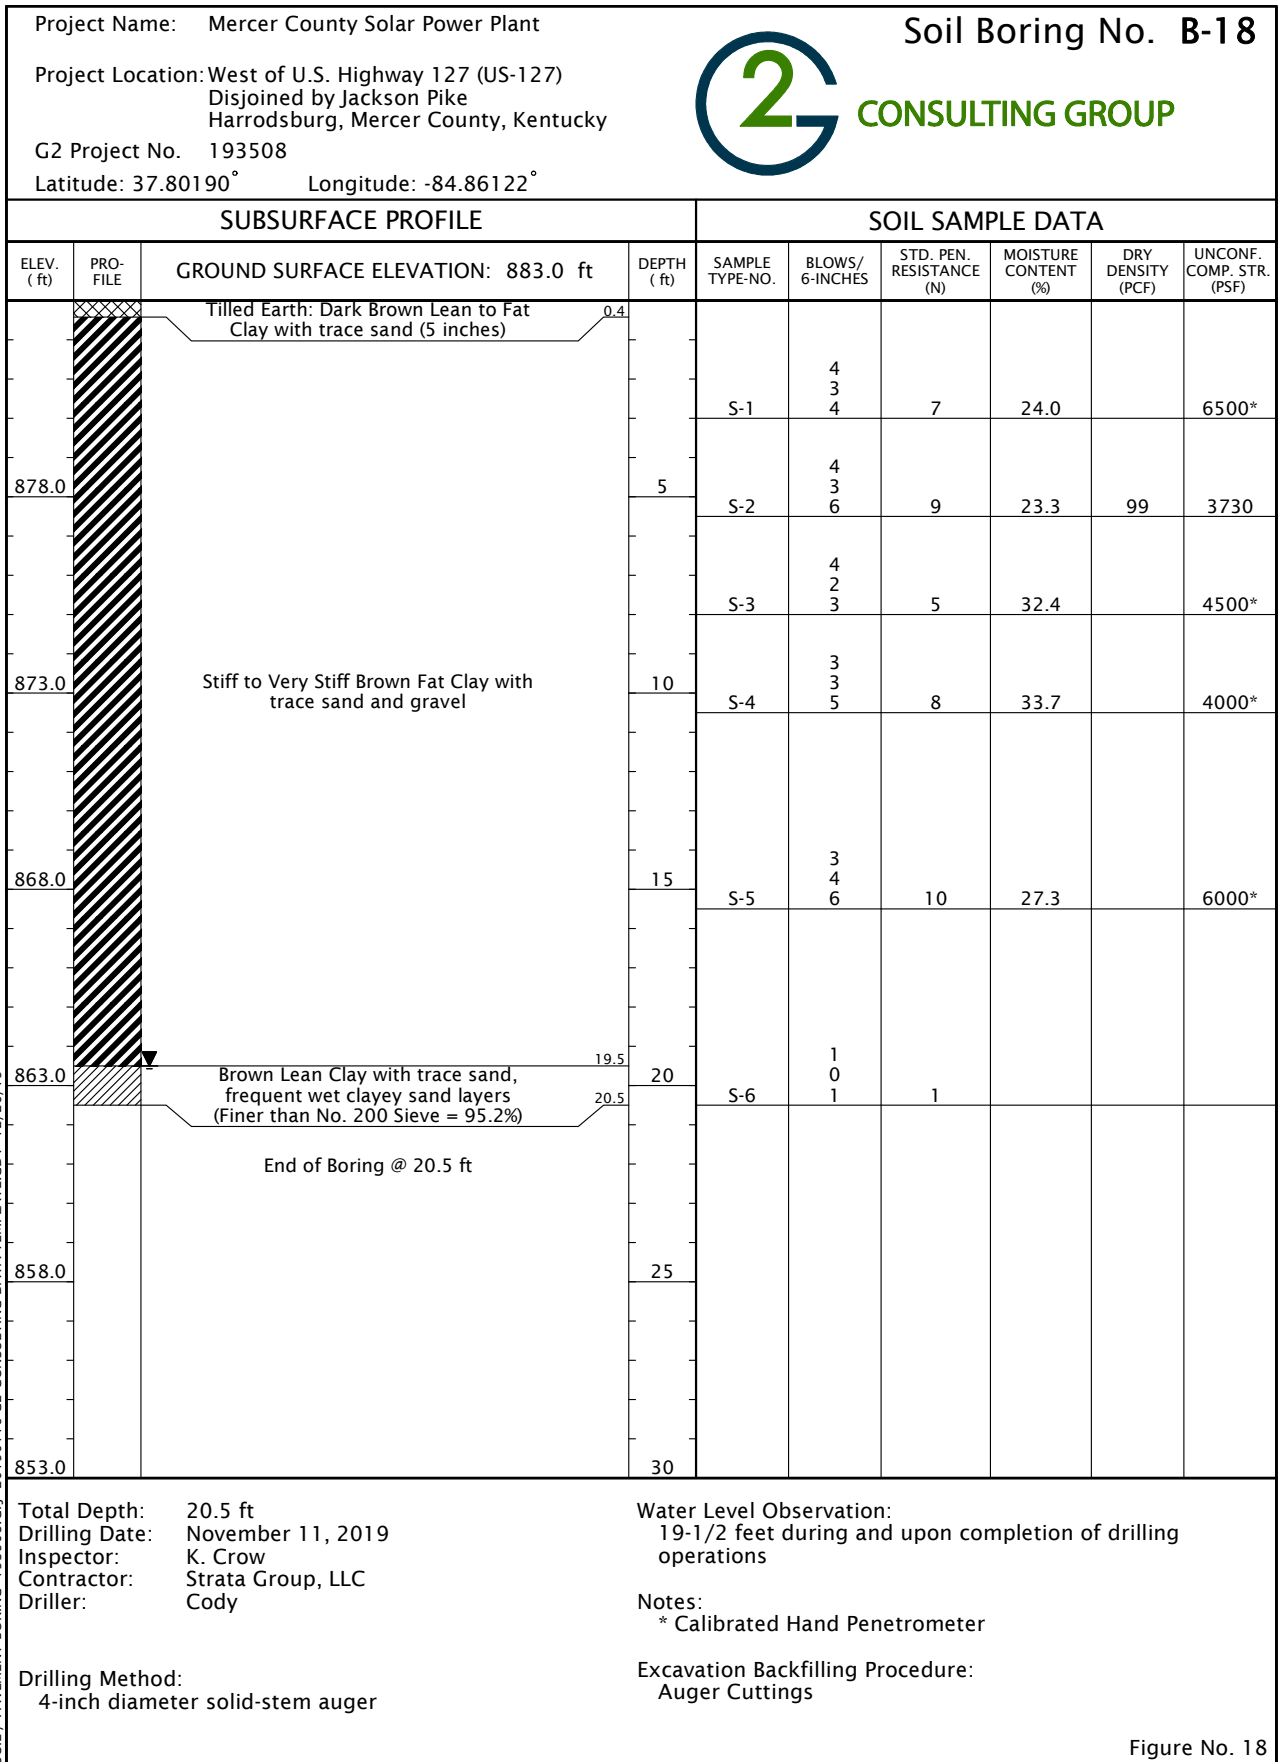 Project Name: Mercer County Solar Power Plant
Project Location: West of U.S. Highway 127 (US-127)
Disjoined by Jackson Pike
Harrodsburg, Mercer County, Kentucky
G2 Project No. 193508
Latitude: 37.80190° Longitude: -84.86122°
Soil Boring No. B-18
G2 CONSULTING GROUP
SUBSURFACE PROFILE
SOIL SAMPLE DATA
ELEV. (ft)
PRO-FILE
GROUND SURFACE ELEVATION: 883.0 ft
DEPTH (ft)
SAMPLE TYPE-NO.
BLOWS/ 6-INCHES
STD. PEN. RESISTANCE (N)
MOISTURE CONTENT (%)
DRY DENSITY (PCF)
UNCONF. COMP. STR. (PSF)
Tilled Earth: Dark Brown Lean to Fat 0.4
Clay with trace sand (5 inches)
4
3
S-1 4 7 24.0 6500*
4
878.0 5 3
S-2 6 9 23.3 99 3730
4
2
S-3 3 5 32.4 4500*
3
873.0 Stiff to Very Stiff Brown Fat Clay with 10 3
trace sand and gravel
S-4 5 8 33.7 4000*
3
868.0 15 4
S-5 6 10 27.3 6000*
19.5 1
863.0 Brown Lean Clay with trace sand, 20 0
frequent wet clayey sand layers 20.5
S-6 1 1
(Finer than No. 200 Sieve = 95.2%)
End of Boring @ 20.5 ft
858.0 25
853.0 30
Total Depth: 20.5 ft
Drilling Date: November 11, 2019
Inspector: K. Crow
Contractor: Strata Group, LLC
Driller: Cody
Drilling Method:
4-inch diameter solid-stem auger
Water Level Observation:
19-1/2 feet during and upon completion of drilling
operations
Notes:
* Calibrated Hand Penetrometer
Excavation Backfilling Procedure:
Auger Cuttings
Figure No. 18